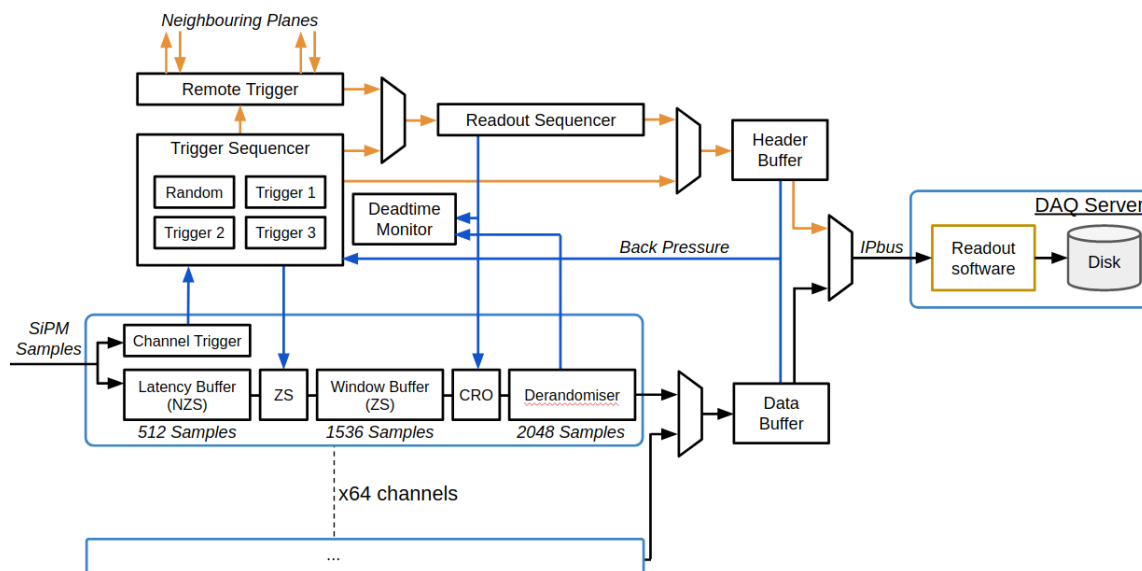 Neighbouring Planes
Remote Trigger
Readout Sequencer
Trigger Sequencer
Random
Trigger 1
Trigger 2
Trigger 3
Header
Buffer
Deadtime
Monitor
Back Pressure
IPbus
DAQ Server
Readout
software
Disk
SiPM
Samples
Channel Trigger
Latency Buffer
(NZS)
ZS
Window Buffer
(ZS)
CRO
Derandomiser
512 Samples
1536 Samples
2048 Samples
Data
Buffer
x64 channels
...